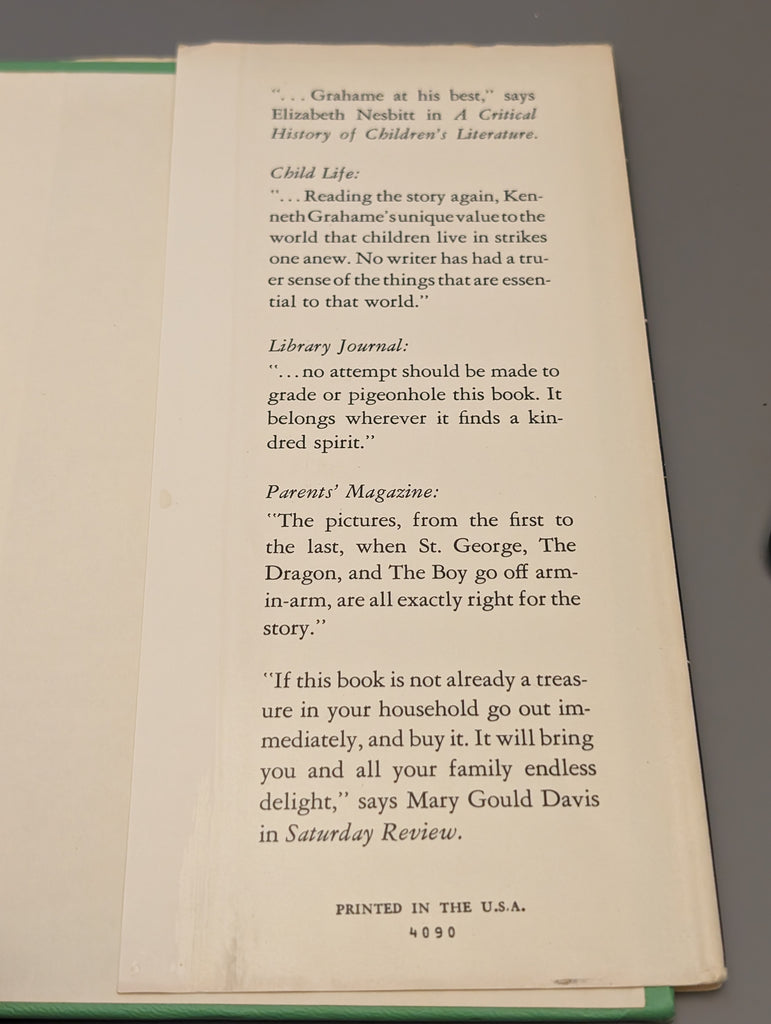 “. . . Grahame at his best,” says
Elizabeth Nesbitt in A Critical
History of Children’s Literature.
Child Life:
“. . . Reading the story again, Ken-
neth Grahame’s unique value to the
world that children live in strikes
one anew. No writer has had a tru-
er sense of the things that are essen-
tial to that world.”
Library Journal:
“. . . no attempt should be made to
grade or pigeonhole this book. It
belongs wherever it finds a kin-
dred spirit.”
Parents’ Magazine:
“The pictures, from the first to
the last, when St. George, The
Dragon, and The Boy go off arm-
in-arm, are all exactly right for the
story.”
“If this book is not already a treas-
ure in your household go out im-
mediately, and buy it. It will bring
you and all your family endless
delight,” says Mary Gould Davis
in Saturday Review.
PRINTED IN THE U.S.A.
4090